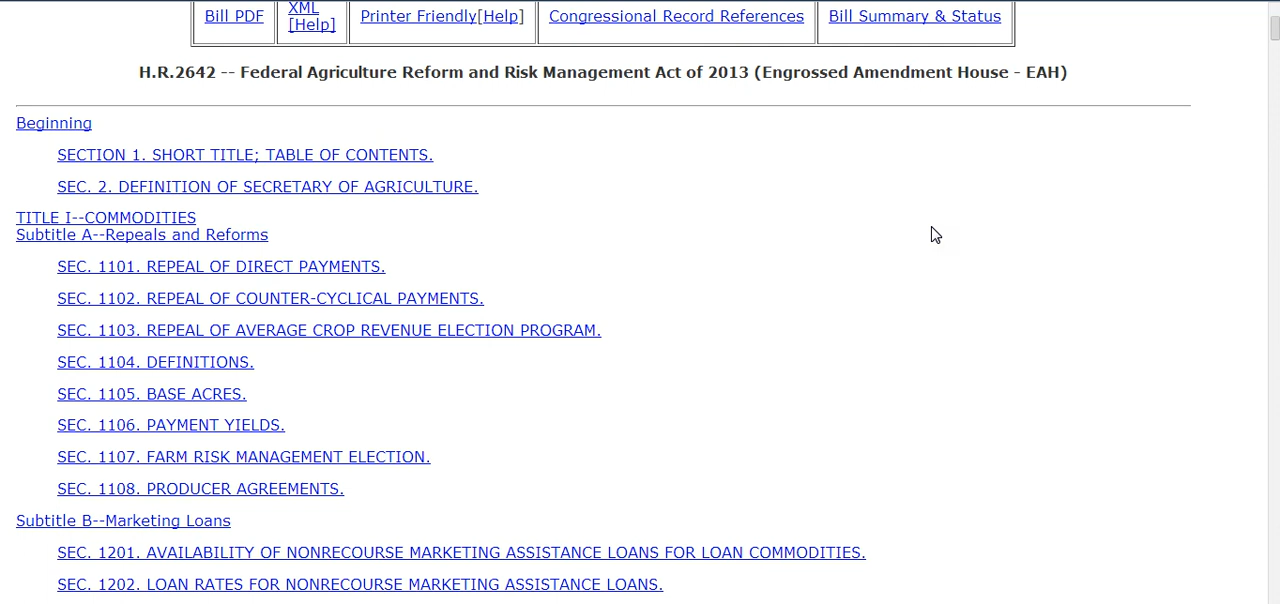 Bill PDF
XML
[Help]
Printer Friendly[Help]
Congressional Record References
Bill Summary & Status
H.R.2642 -- Federal Agriculture Reform and Risk Management Act of 2013 (Engrossed Amendment House - EAH)
Beginning
SECTION 1. SHORT TITLE; TABLE OF CONTENTS.
SEC. 2. DEFINITION OF SECRETARY OF AGRICULTURE.
TITLE I--COMMODITIES
Subtitle A--Repeals and Reforms
SEC. 1101. REPEAL OF DIRECT PAYMENTS.
SEC. 1102. REPEAL OF COUNTER-CYCLICAL PAYMENTS.
SEC. 1103. REPEAL OF AVERAGE CROP REVENUE ELECTION PROGRAM.
SEC. 1104. DEFINITIONS.
SEC. 1105. BASE ACRES.
SEC. 1106. PAYMENT YIELDS.
SEC. 1107. FARM RISK MANAGEMENT ELECTION.
SEC. 1108. PRODUCER AGREEMENTS.
Subtitle B--Marketing Loans
SEC. 1201. AVAILABILITY OF NONRECOURSE MARKETING ASSISTANCE LOANS FOR LOAN COMMODITIES.
SEC. 1202. LOAN RATES FOR NONRECOURSE MARKETING ASSISTANCE LOANS.